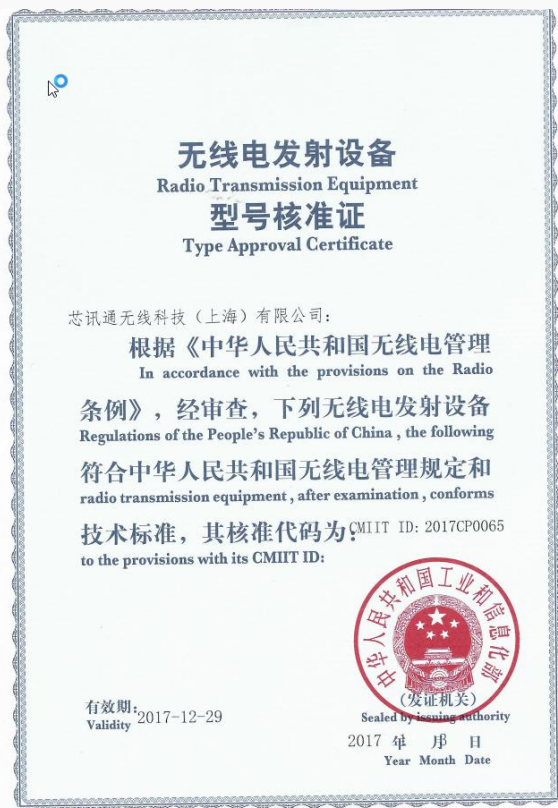 无线电发射设备
Radio Transmission Equipment
型号核准证
Type Approval Certificate
芯讯通无线科技（上海）有限公司:
根据《中华人民共和国无线电管理
In accordance with the provisions on the Radio
条例》，经审查，下列无线电发射设备
Regulations of the People's Republic of China , the following
符合中华人民共和国无线电管理规定和
radio transmission equipment , after examination , conforms
技术标准，其核准代码为: CMIIT ID: 2017CP0065
to the provisions with its CMIIT ID:
中华人民共和国工业和信息化部
有效期: 2017-12-29
Validity
(发证机关)
Sealed by issuing authority
2017 年 月 日
Year Month Date